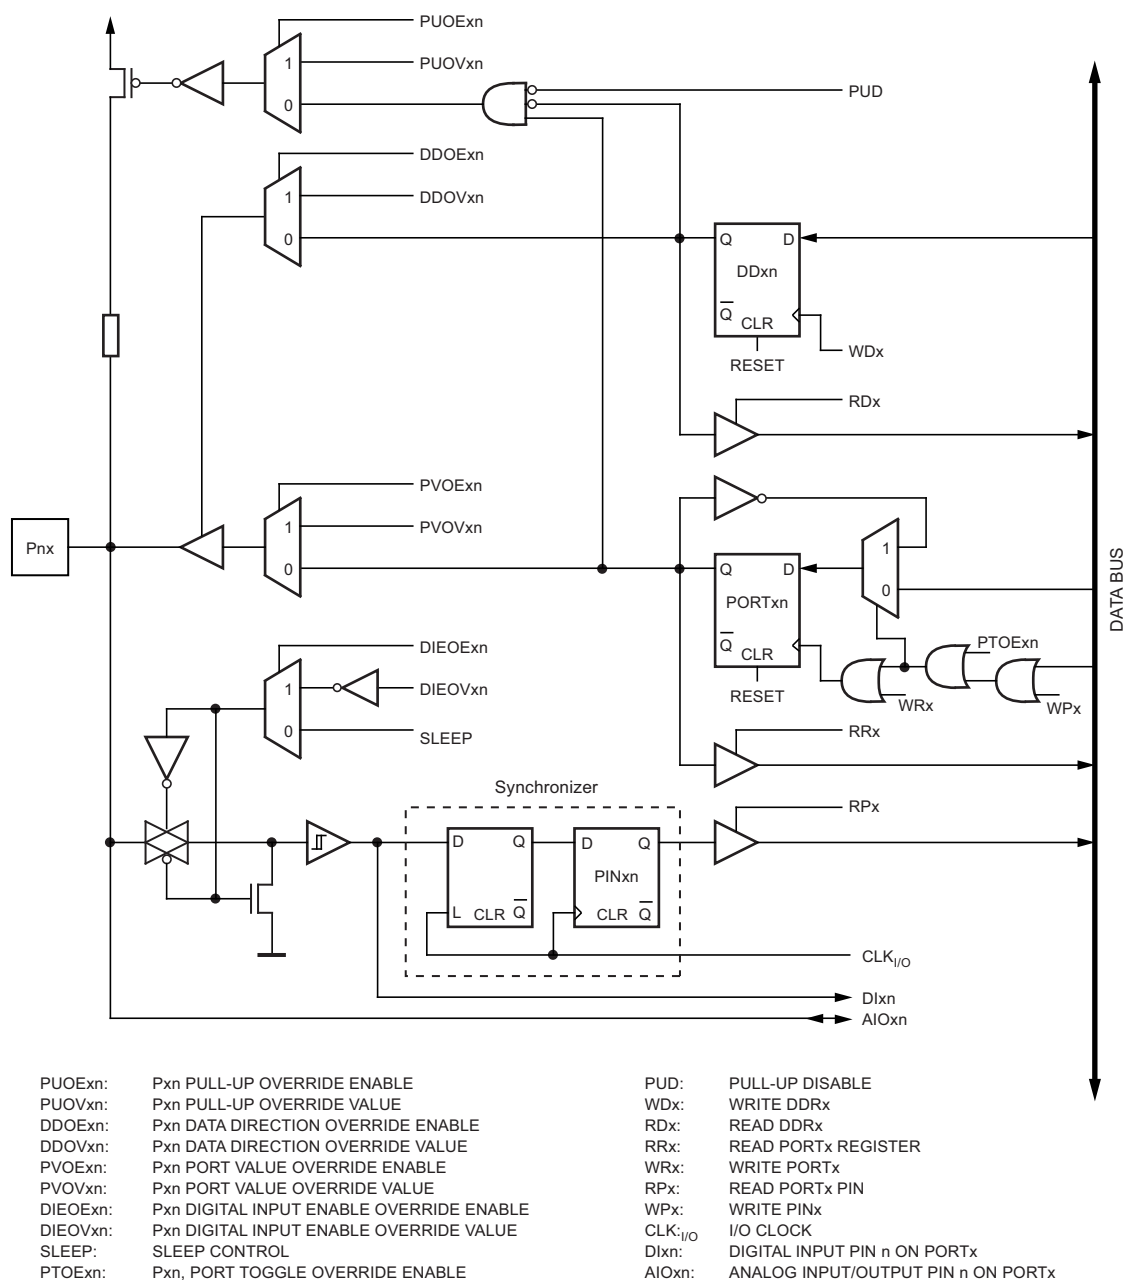 PUOExn
1
PUOVxn
0
PUD
DDOExn
1
DDOVxn
0
Q D
DDxn
Q
CLR
RESET
WDx
RDx
PVOExn
1
PVOVxn
0
Pnx
1
0
Q D
PORTxn
Q
CLR
RESET
PTOExn
WRx
WPx
DATA BUS
DIEOExn
1
DIEOVxn
0
SLEEP
RRx
Synchronizer
RPx
D Q
L CLR Q
D Q
PINxn
CLR Q
CLKI/O
DIxn
AIOxn
PUOExn: Pxn PULL-UP OVERRIDE ENABLE
PUOVxn: Pxn PULL-UP OVERRIDE VALUE
DDOExn: Pxn DATA DIRECTION OVERRIDE ENABLE
DDOVxn: Pxn DATA DIRECTION OVERRIDE VALUE
PVOExn: Pxn PORT VALUE OVERRIDE ENABLE
PVOVxn: Pxn PORT VALUE OVERRIDE VALUE
DIEOExn: Pxn DIGITAL INPUT ENABLE OVERRIDE ENABLE
DIEOVxn: Pxn DIGITAL INPUT ENABLE OVERRIDE VALUE
SLEEP: SLEEP CONTROL
PTOExn: Pxn, PORT TOGGLE OVERRIDE ENABLE
PUD: PULL-UP DISABLE
WDx: WRITE DDRx
RDx: READ DDRx
RRx: READ PORTx REGISTER
WRx: WRITE PORTx
RPx: READ PORTx PIN
WPx: WRITE PINx
CLK:I/O I/O CLOCK
DIxn: DIGITAL INPUT PIN n ON PORTx
AIOxn: ANALOG INPUT/OUTPUT PIN n ON PORTx